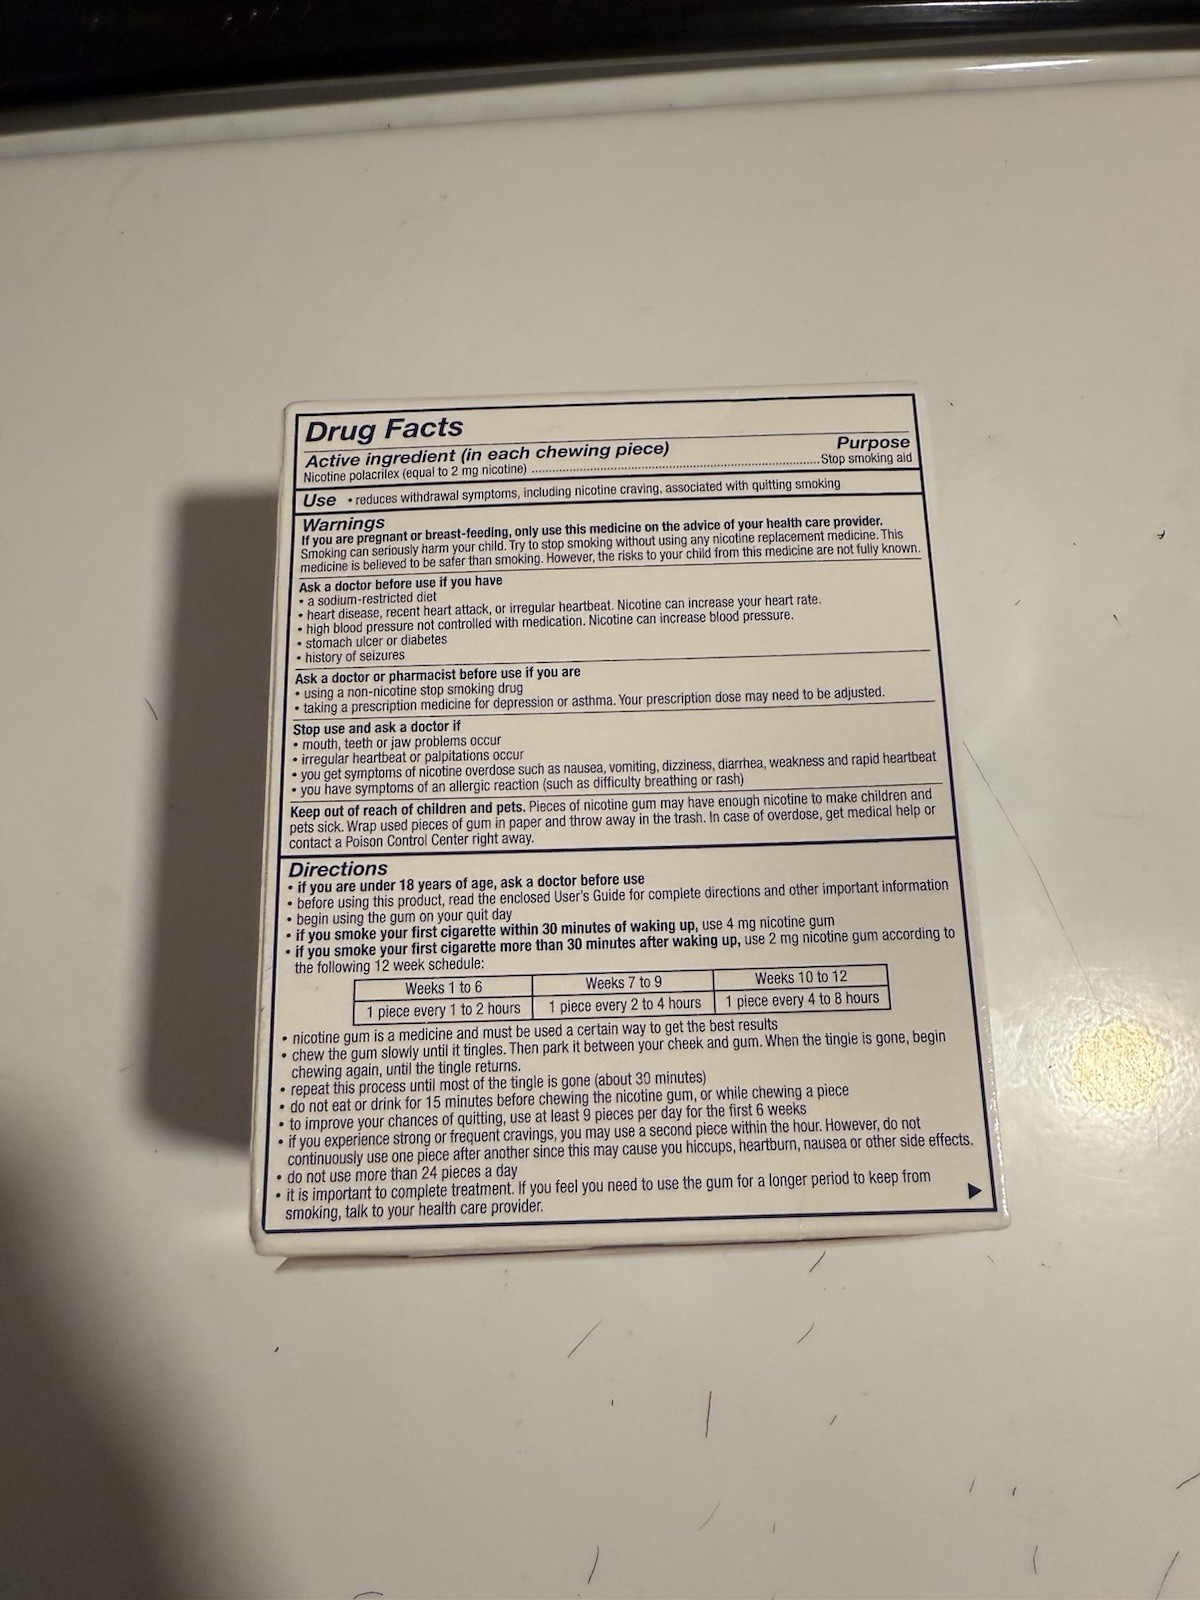 Drug Facts
Active ingredient (in each chewing piece) Purpose
Nicotine polacrilex (equal to 2 mg nicotine) ........................................................................ Stop smoking aid
Use • reduces withdrawal symptoms, including nicotine craving, associated with quitting smoking
Warnings
If you are pregnant or breast-feeding, only use this medicine on the advice of your health care provider.
Smoking can seriously harm your child. Try to stop smoking without using any nicotine replacement medicine. This
medicine is believed to be safer than smoking. However, the risks to your child from this medicine are not fully known.
Ask a doctor before use if you have
• a sodium-restricted diet
• heart disease, recent heart attack, or irregular heartbeat. Nicotine can increase your heart rate.
• high blood pressure not controlled with medication. Nicotine can increase blood pressure.
• stomach ulcer or diabetes
• history of seizures
Ask a doctor or pharmacist before use if you are
• using a non-nicotine stop smoking drug
• taking a prescription medicine for depression or asthma. Your prescription dose may need to be adjusted.
Stop use and ask a doctor if
• mouth, teeth or jaw problems occur
• irregular heartbeat or palpitations occur
• you get symptoms of nicotine overdose such as nausea, vomiting, dizziness, diarrhea, weakness and rapid heartbeat
• you have symptoms of an allergic reaction (such as difficulty breathing or rash)
Keep out of reach of children and pets. Pieces of nicotine gum may have enough nicotine to make children and
pets sick. Wrap used pieces of gum in paper and throw away in the trash. In case of overdose, get medical help or
contact a Poison Control Center right away.
Directions
• if you are under 18 years of age, ask a doctor before use
• before using this product, read the enclosed User's Guide for complete directions and other important information
• begin using the gum on your quit day
• if you smoke your first cigarette within 30 minutes of waking up, use 4 mg nicotine gum
• if you smoke your first cigarette more than 30 minutes after waking up, use 2 mg nicotine gum according to
the following 12 week schedule:
Weeks 1 to 6 Weeks 7 to 9 Weeks 10 to 12
1 piece every 1 to 2 hours 1 piece every 2 to 4 hours 1 piece every 4 to 8 hours
• nicotine gum is a medicine and must be used a certain way to get the best results
• chew the gum slowly until it tingles. Then park it between your cheek and gum. When the tingle is gone, begin
chewing again, until the tingle returns.
• repeat this process until most of the tingle is gone (about 30 minutes)
• do not eat or drink for 15 minutes before chewing the nicotine gum, or while chewing a piece
• to improve your chances of quitting, use at least 9 pieces per day for the first 6 weeks
• if you experience strong or frequent cravings, you may use a second piece within the hour. However, do not
continuously use one piece after another since this may cause you hiccups, heartburn, nausea or other side effects.
• do not use more than 24 pieces a day
• it is important to complete treatment. If you feel you need to use the gum for a longer period to keep from
smoking, talk to your health care provider.